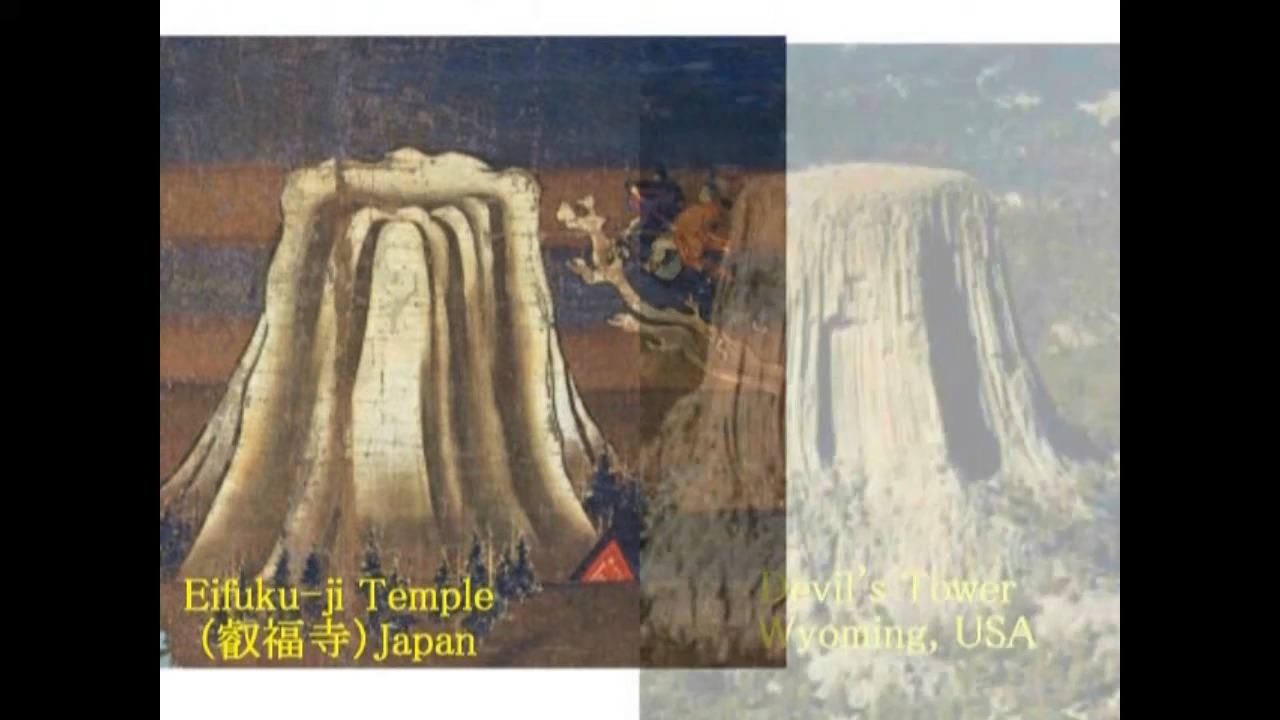 Eifuku-ji Temple
(叡福寺)Japan
Devil's Tower
Wyoming, USA